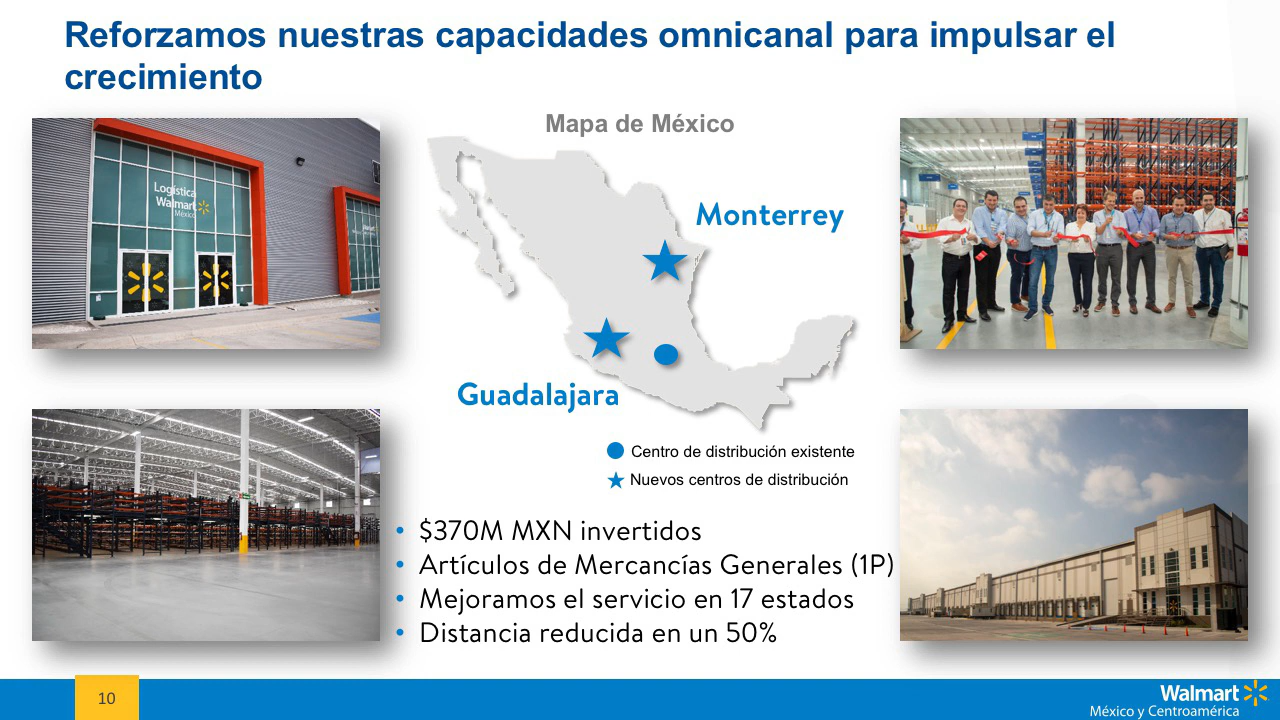 Reforzamos nuestras capacidades omnicanal para impulsar el
crecimiento
Logística
Walmart
México
Mapa de México
Monterrey
Guadalajara
Centro de distribución existente
Nuevos centros de distribución
• $370M MXN invertidos
• Artículos de Mercancías Generales (1P)
• Mejoramos el servicio en 17 estados
• Distancia reducida en un 50%
10
Walmart
México y Centroamérica